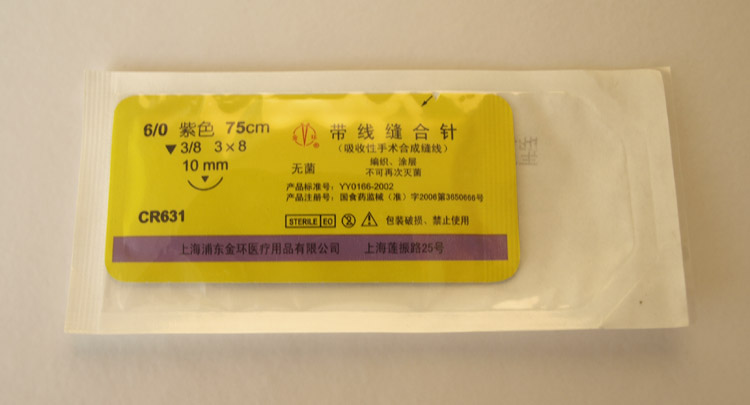 6/0 紫色 75cm
▼3/8 3×8
10 mm
CR631
带线缝合针
(吸收性手术合成缝线)
无菌
编织、涂层
不可再次灭菌
产品标准号：YY0166-2002
产品注册号：国食药监械（准）字2006第3650666号
STERILE EO
包装破损、禁止使用
上海浦东金环医疗用品有限公司 上海莲振路25号